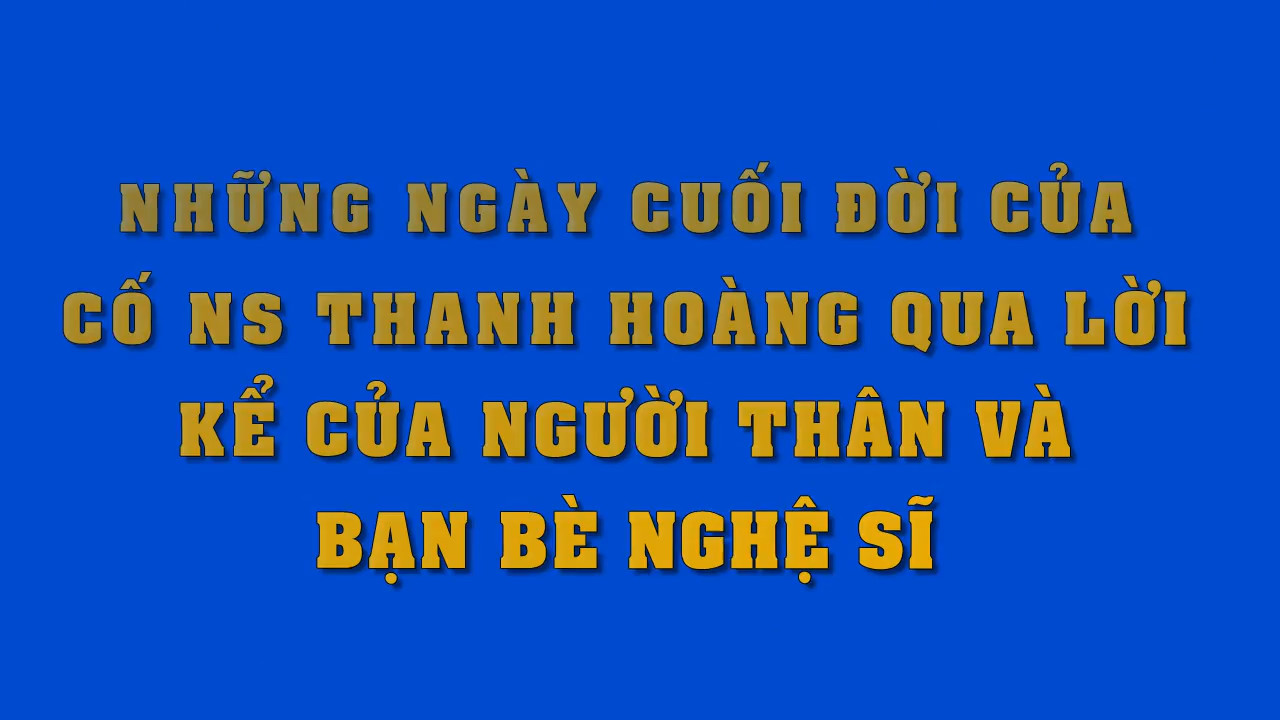 NHỮNG NGÀY CUỐI ĐỜI CỦA
CỐ NS THANH HOÀNG QUA LỜI
KỂ CỦA NGƯỜI THÂN VÀ
BẠN BÈ NGHỆ SĨ